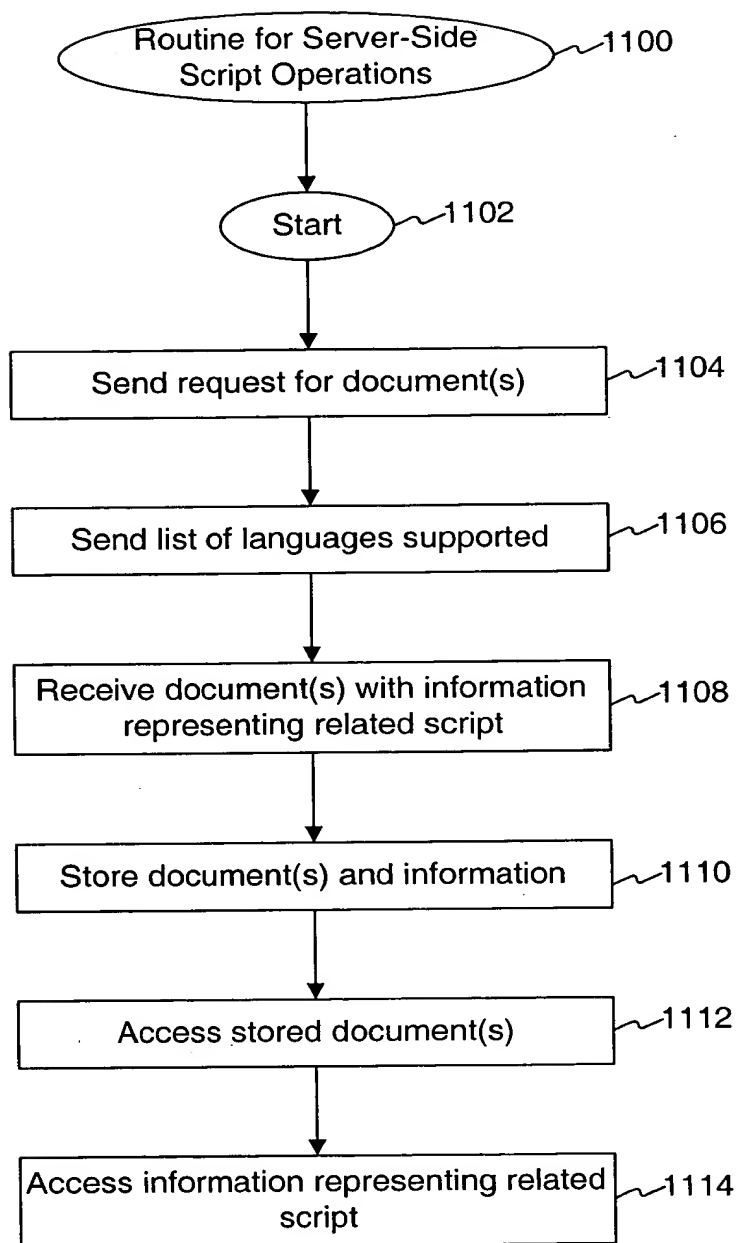 Routine for Server-Side
Script Operations
1100
Start
1102
Send request for document(s)
1104
Send list of languages supported
1106
Receive document(s) with information
representing related script
1108
Store document(s) and information
1110
Access stored document(s)
1112
Access information representing related
script
1114